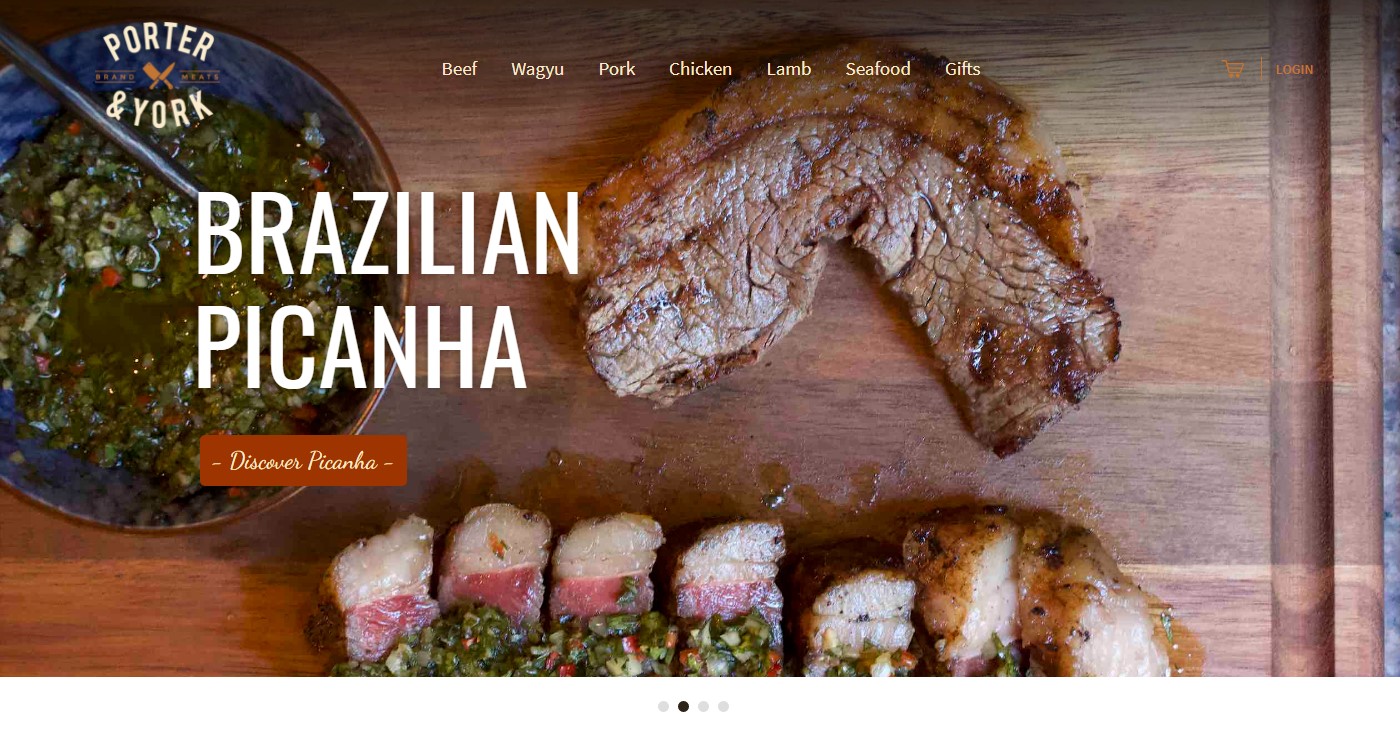 PORTER
BRAND MEATS
& YORK
Beef Wagyu Pork Chicken Lamb Seafood Gifts
LOGIN
BRAZILIAN
PICANHA
- Discover Picanha -